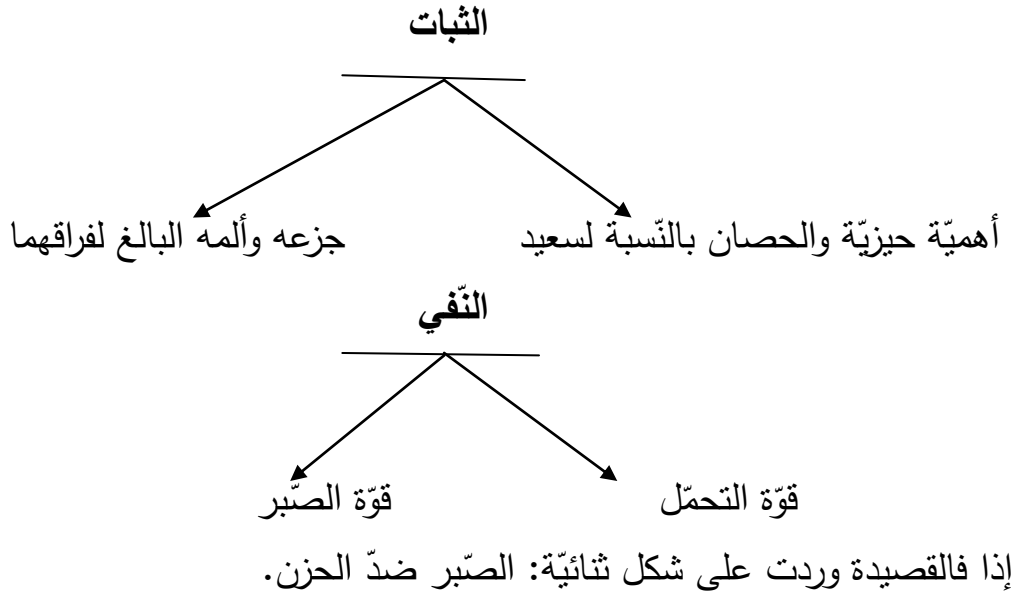 الثبات
أهميّة حيزيّة والحصان بالنّسبة لسعيد جزعه وألمه البالغ لفراقهما
النّفي
قوّة التحمّل قوّة الصّبر
إذا فالقصيدة وردت على شكل ثنائيّة: الصّبر ضدّ الحزن.